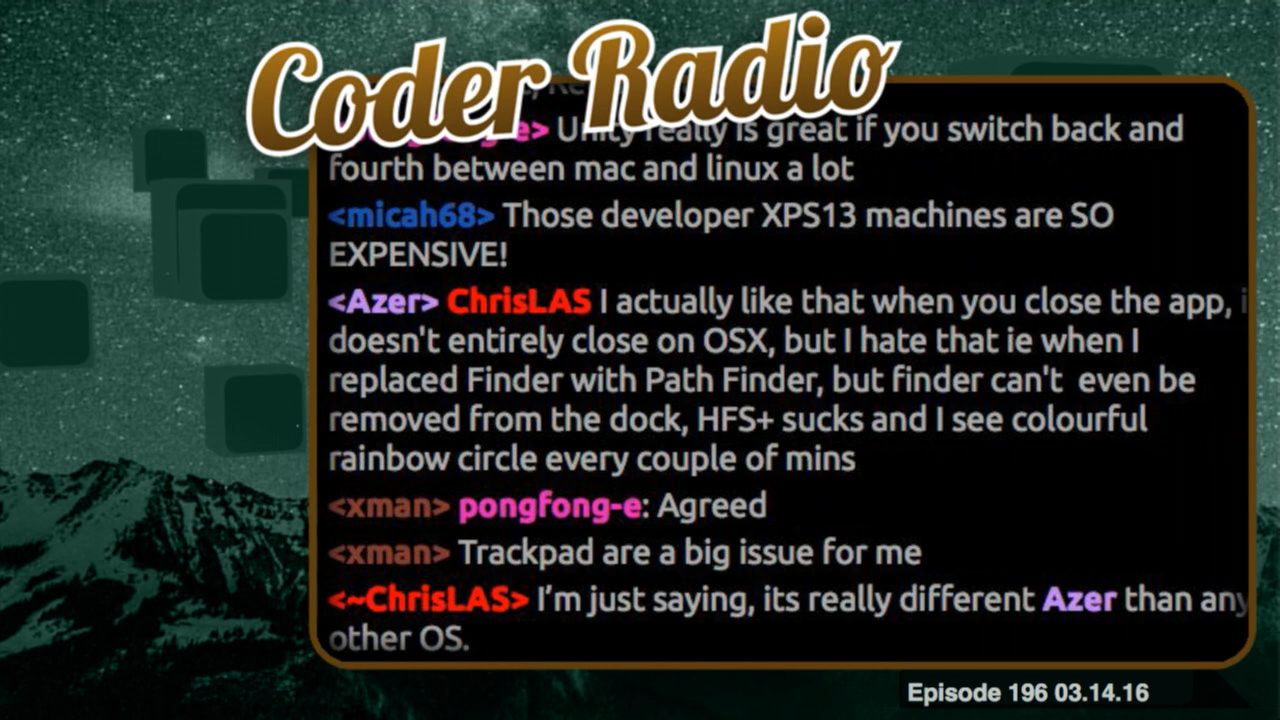 Coder Radio
e> Unity really is great if you switch back and
fourth between mac and linux a lot
<micah68> Those developer XPS13 machines are SO
EXPENSIVE!
<Azer> ChrisLAS I actually like that when you close the app,
doesn't entirely close on OSX, but I hate that ie when I
replaced Finder with Path Finder, but finder can't even be
removed from the dock, HFS+ sucks and I see colourful
rainbow circle every couple of mins
<xman> pongfong-e: Agreed
<xman> Trackpad are a big issue for me
<~ChrisLAS> I'm just saying, its really different Azer than any
other OS.
Episode 196 03.14.16